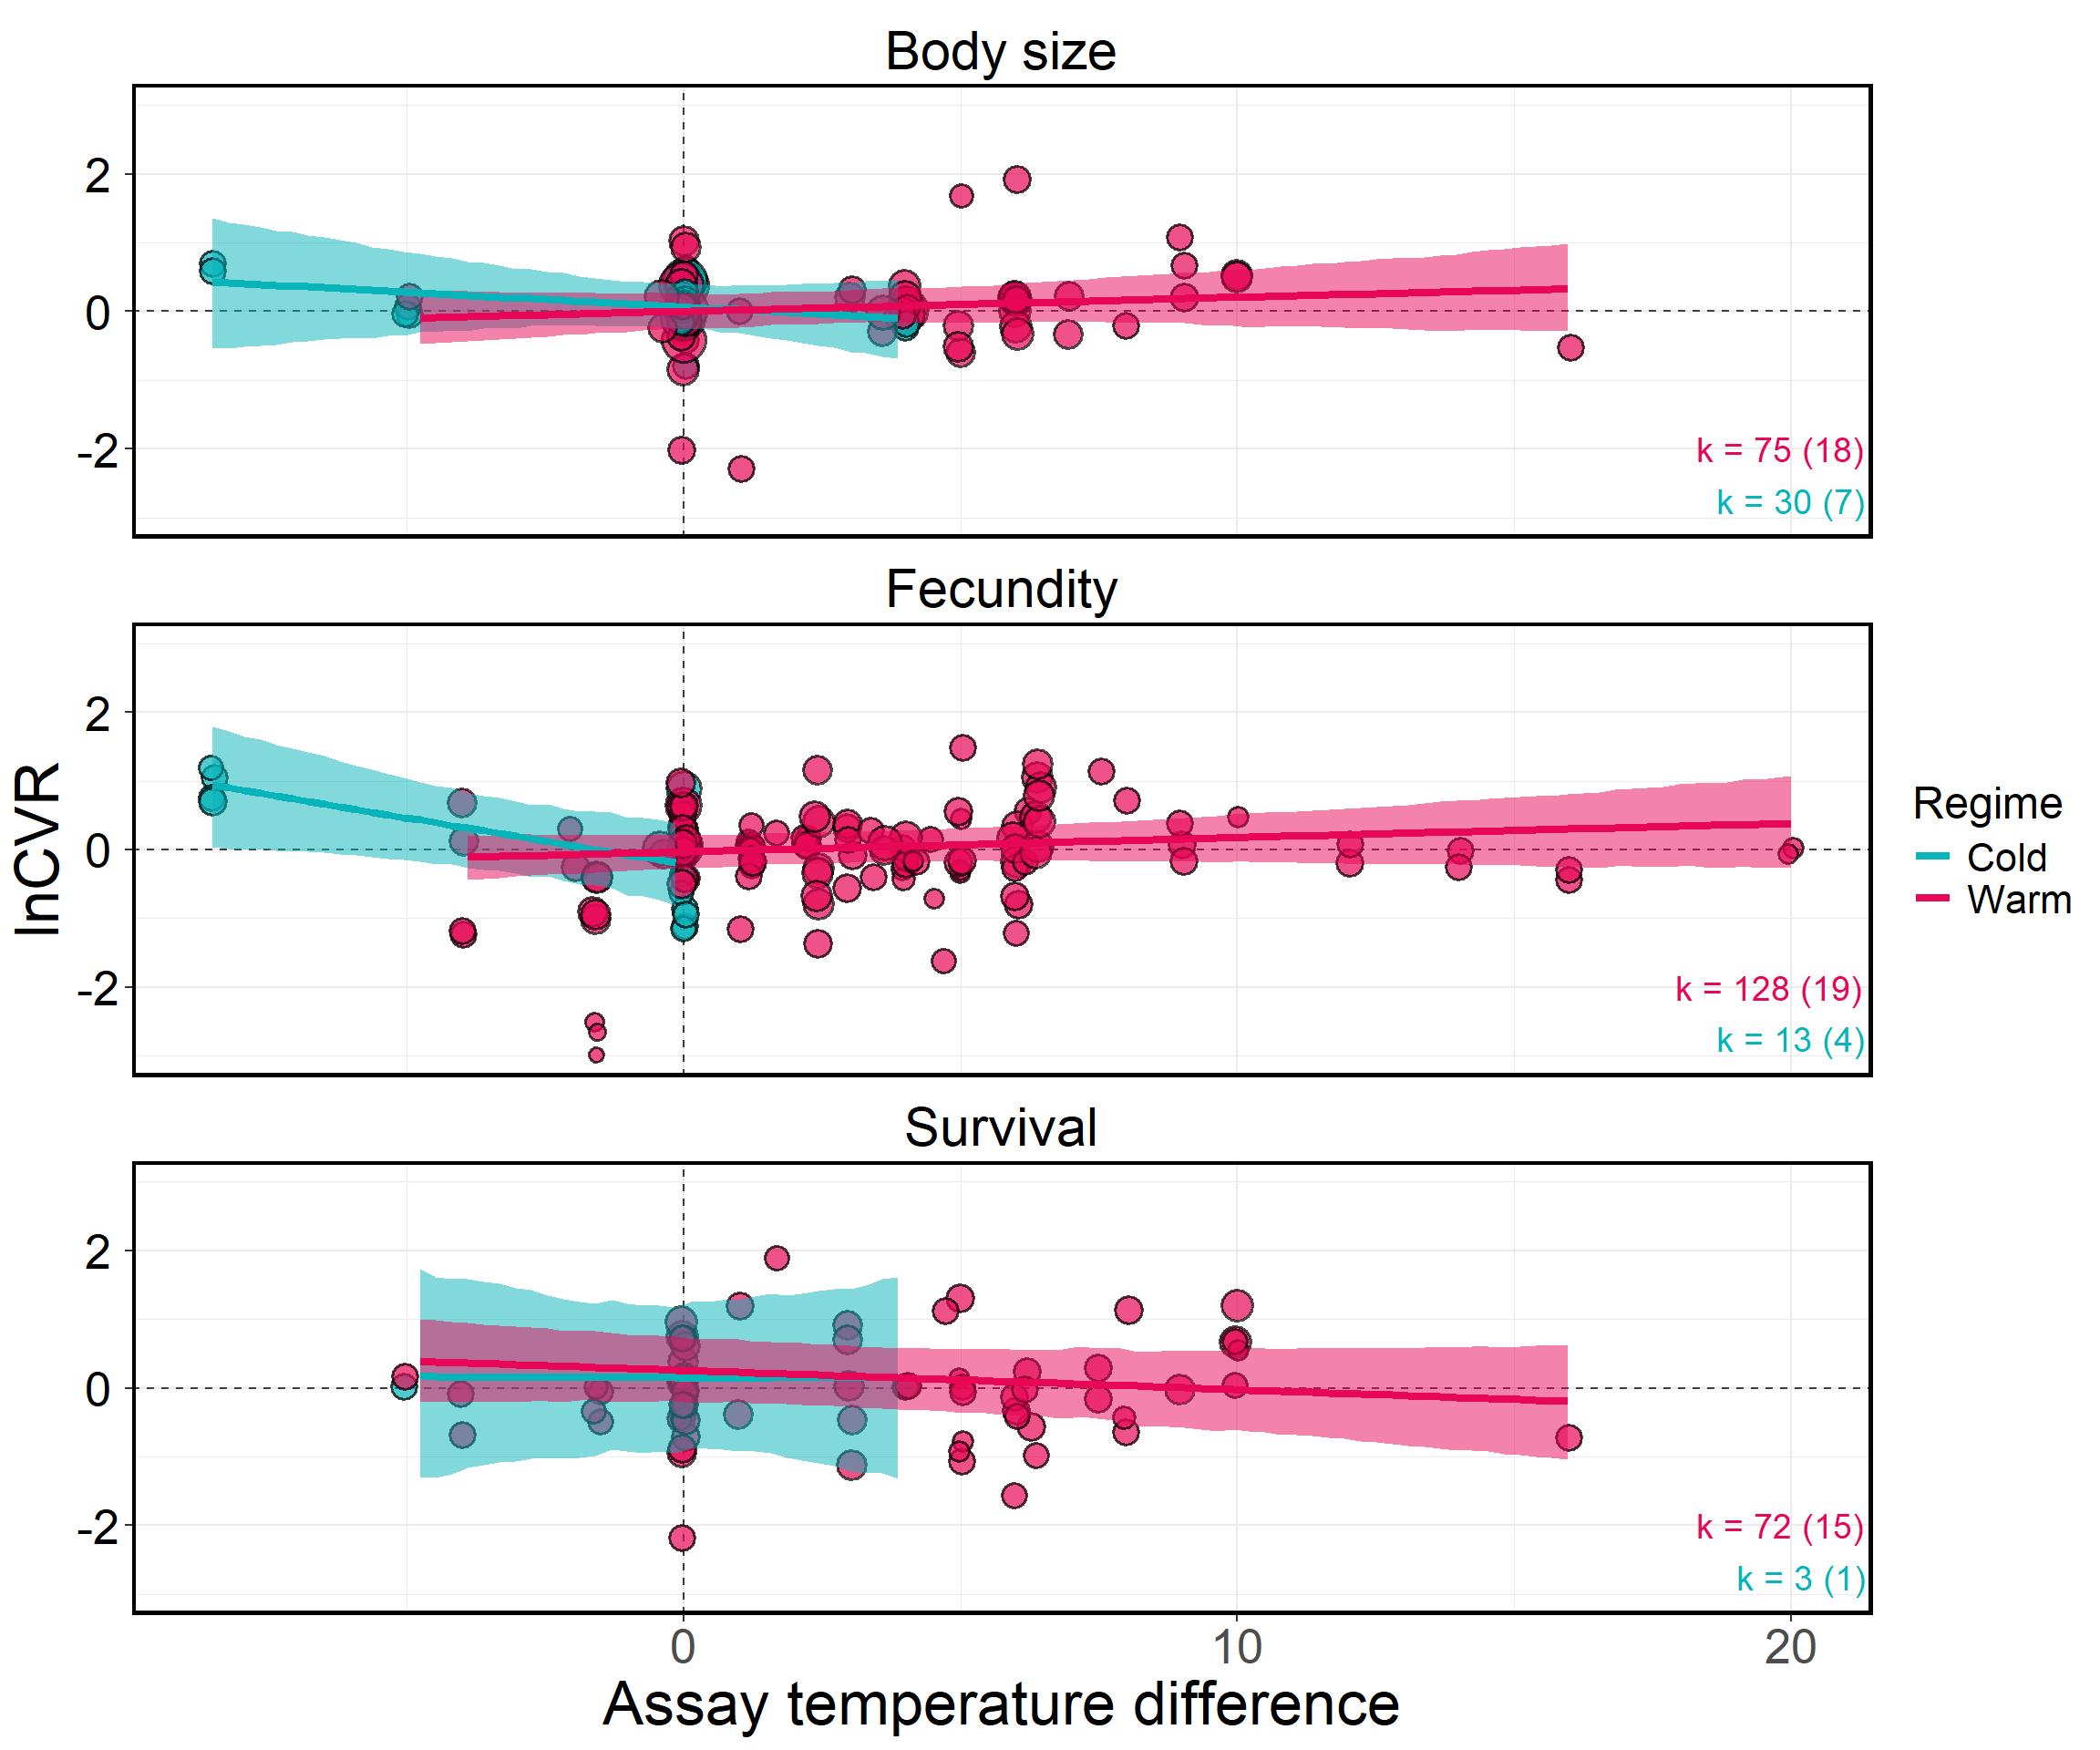 Body size
2
0
-2
k = 75 (18)
k = 30 (7)
Fecundity
2
0
-2
k = 128 (19)
k = 13 (4)
Survival
2
0
-2
k = 72 (15)
k = 3 (1)
0 10 20
Assay temperature difference
lnCVR
Regime
Cold
Warm